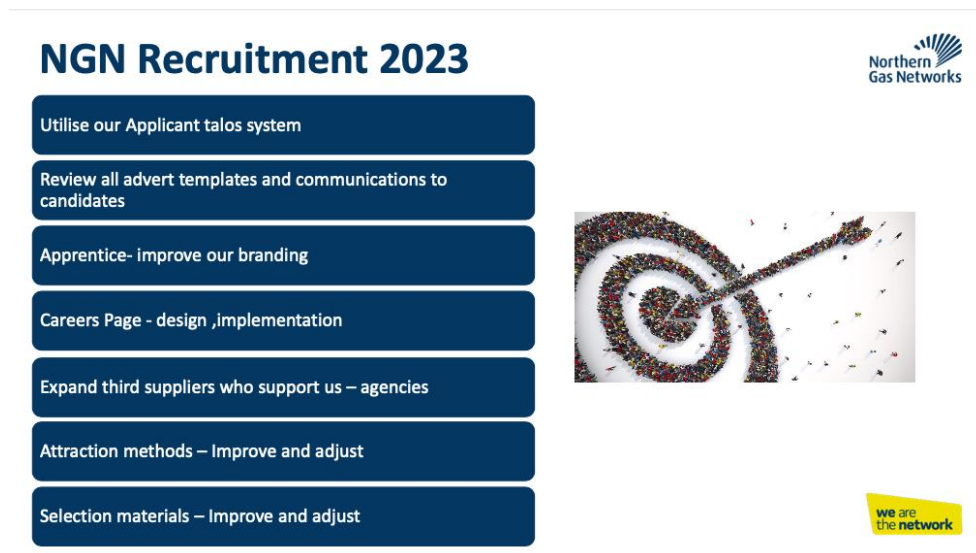 NGN Recruitment 2023
Northern
Gas Networks
Utilise our Applicant talos system
Review all advert templates and communications to
candidates
Apprentice- improve our branding
Careers Page - design ,implementation
Expand third suppliers who support us – agencies
Attraction methods – Improve and adjust
Selection materials – Improve and adjust
we are
the network